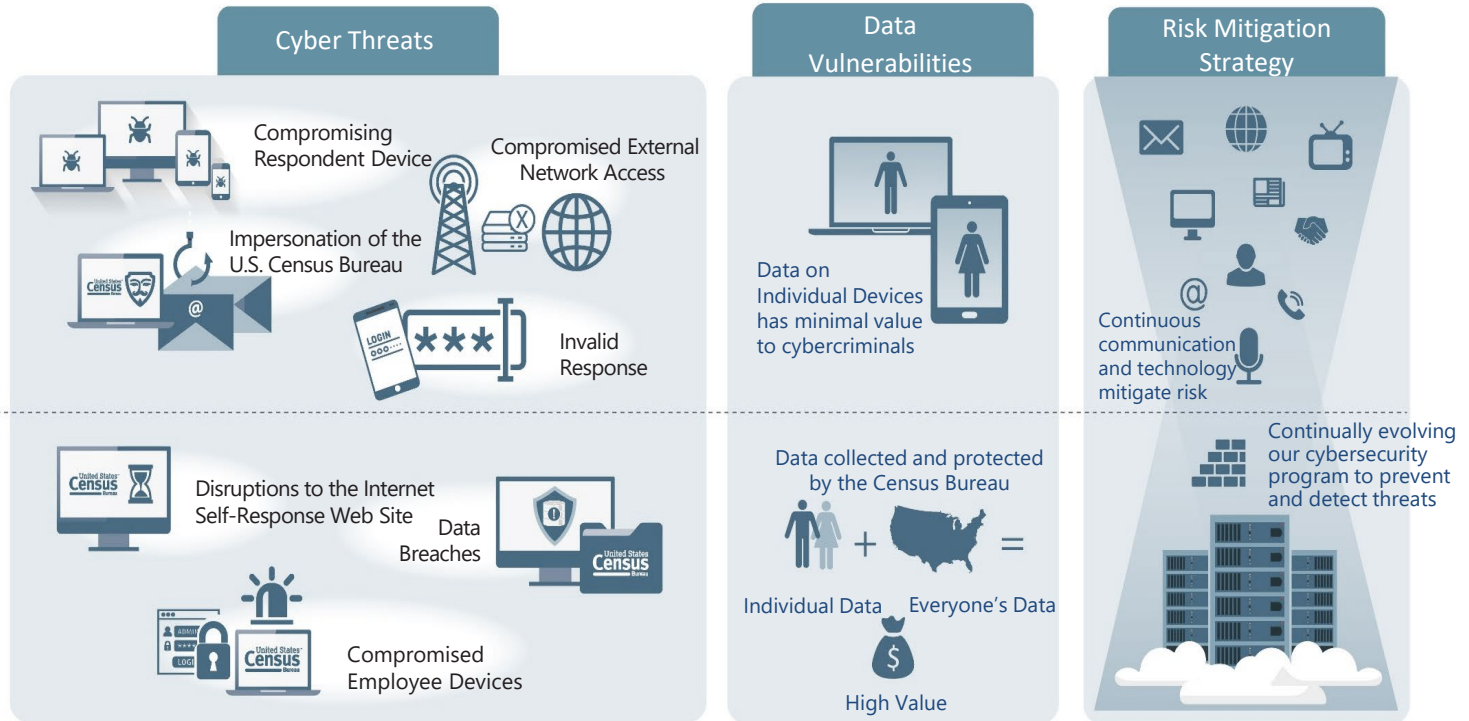 Cyber Threats
Data
Vulnerabilities
Risk Mitigation
Strategy
Compromising
Respondent Device
Compromised External
Network Access
Impersonation of the
U.S. Census Bureau
United States®
Census
Bureau
@
LOGIN
***
Invalid
Response
Data on
Individual Devices
has minimal value
to cybercriminals
@
Continuous
communication
and technology
mitigate risk
United States®
Census
Bureau
Disruptions to the Internet
Self-Response Web Site
Data
Breaches
United States
Census
Bureau
ADMIN
****
LOGIN
United States®
Census
Bureau
Compromised
Employee Devices
Data collected and protected
by the Census Bureau
+
=
Individual Data
Everyone’s Data
$
High Value
Continually evolving
our cybersecurity
program to prevent
and detect threats